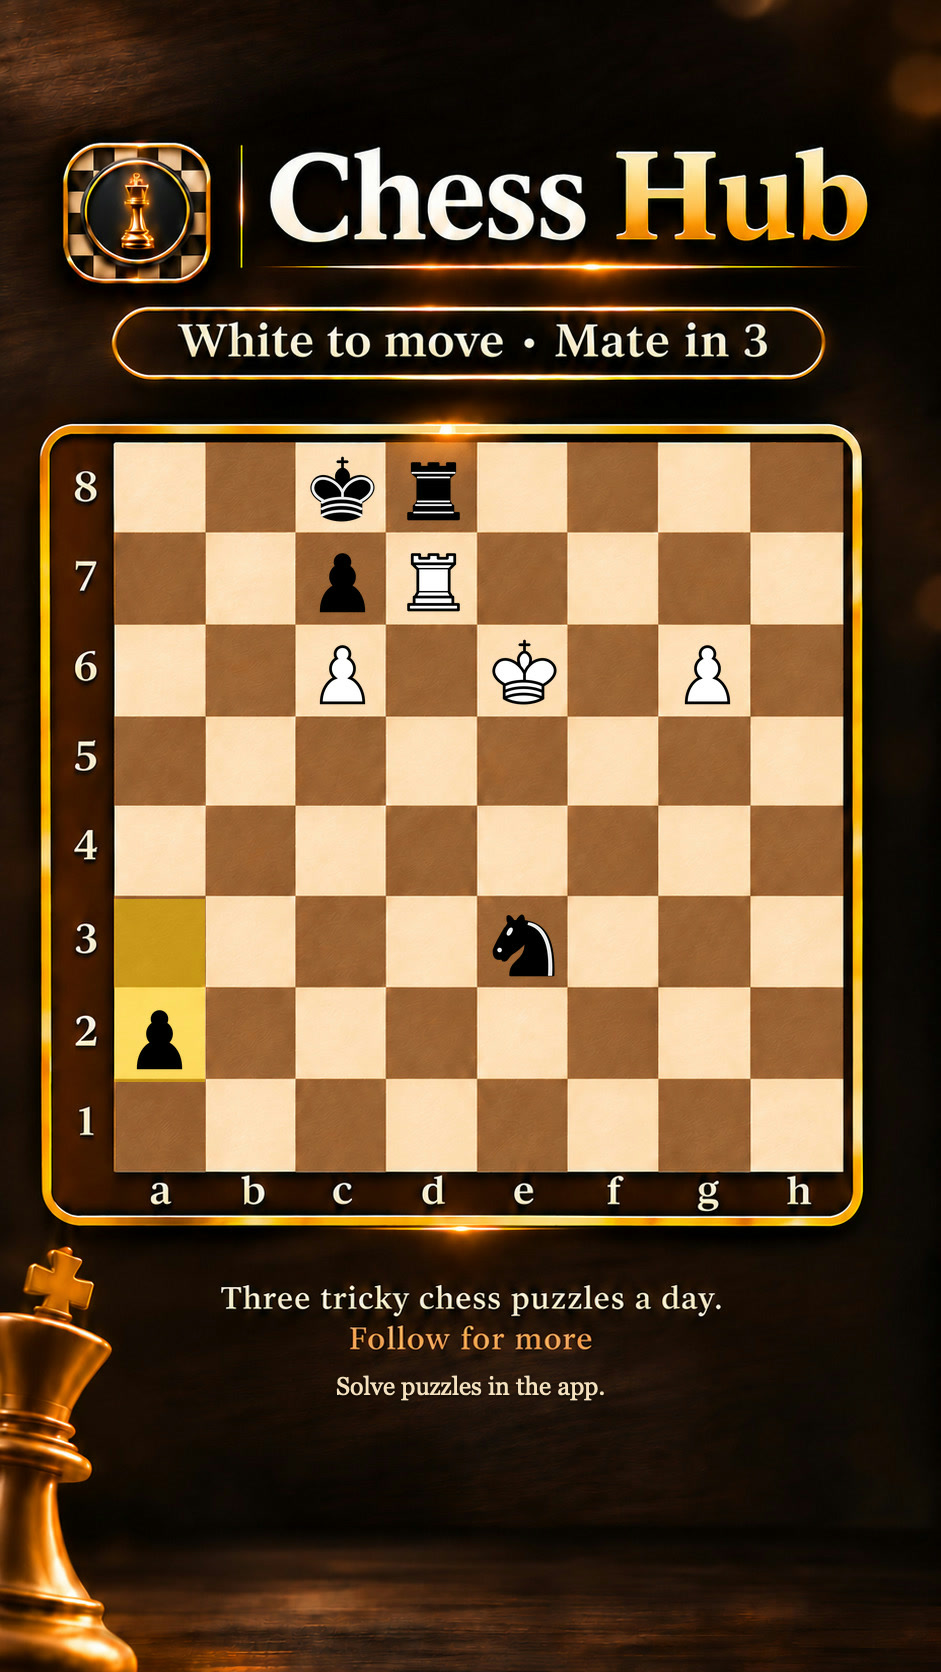 Chess Hub
White to move • Mate in 3
8
7
6
5
4
3
2
1
a b c d e f g h
Three tricky chess puzzles a day.
Follow for more
Solve puzzles in the app.